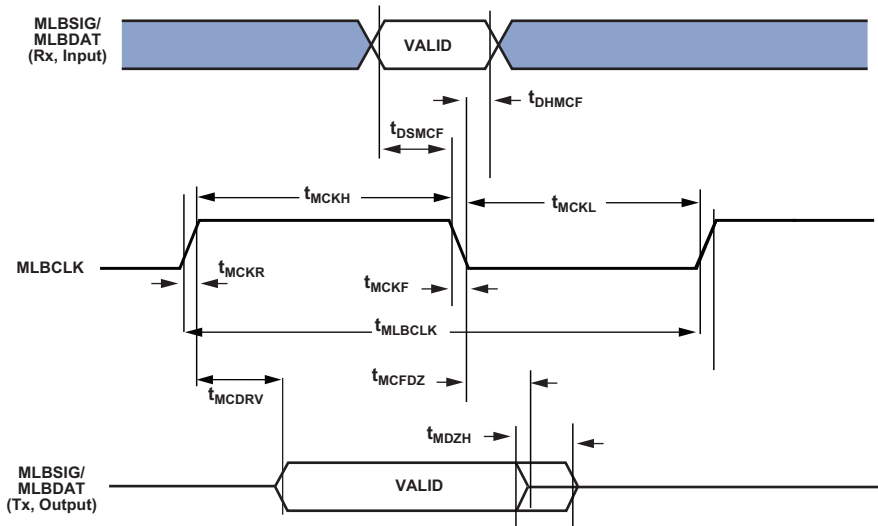 MLBSIG/
MLBDAT
(Rx, Input)
VALID
tDHMCF
tDSMCF
tMCKH
tMCKL
MLBCLK
tMCKR
tMCKF
tMLBCLK
tMCFDZ
tMCDRV
tMDZH
MLBSIG/
MLBDAT
(Tx, Output)
VALID